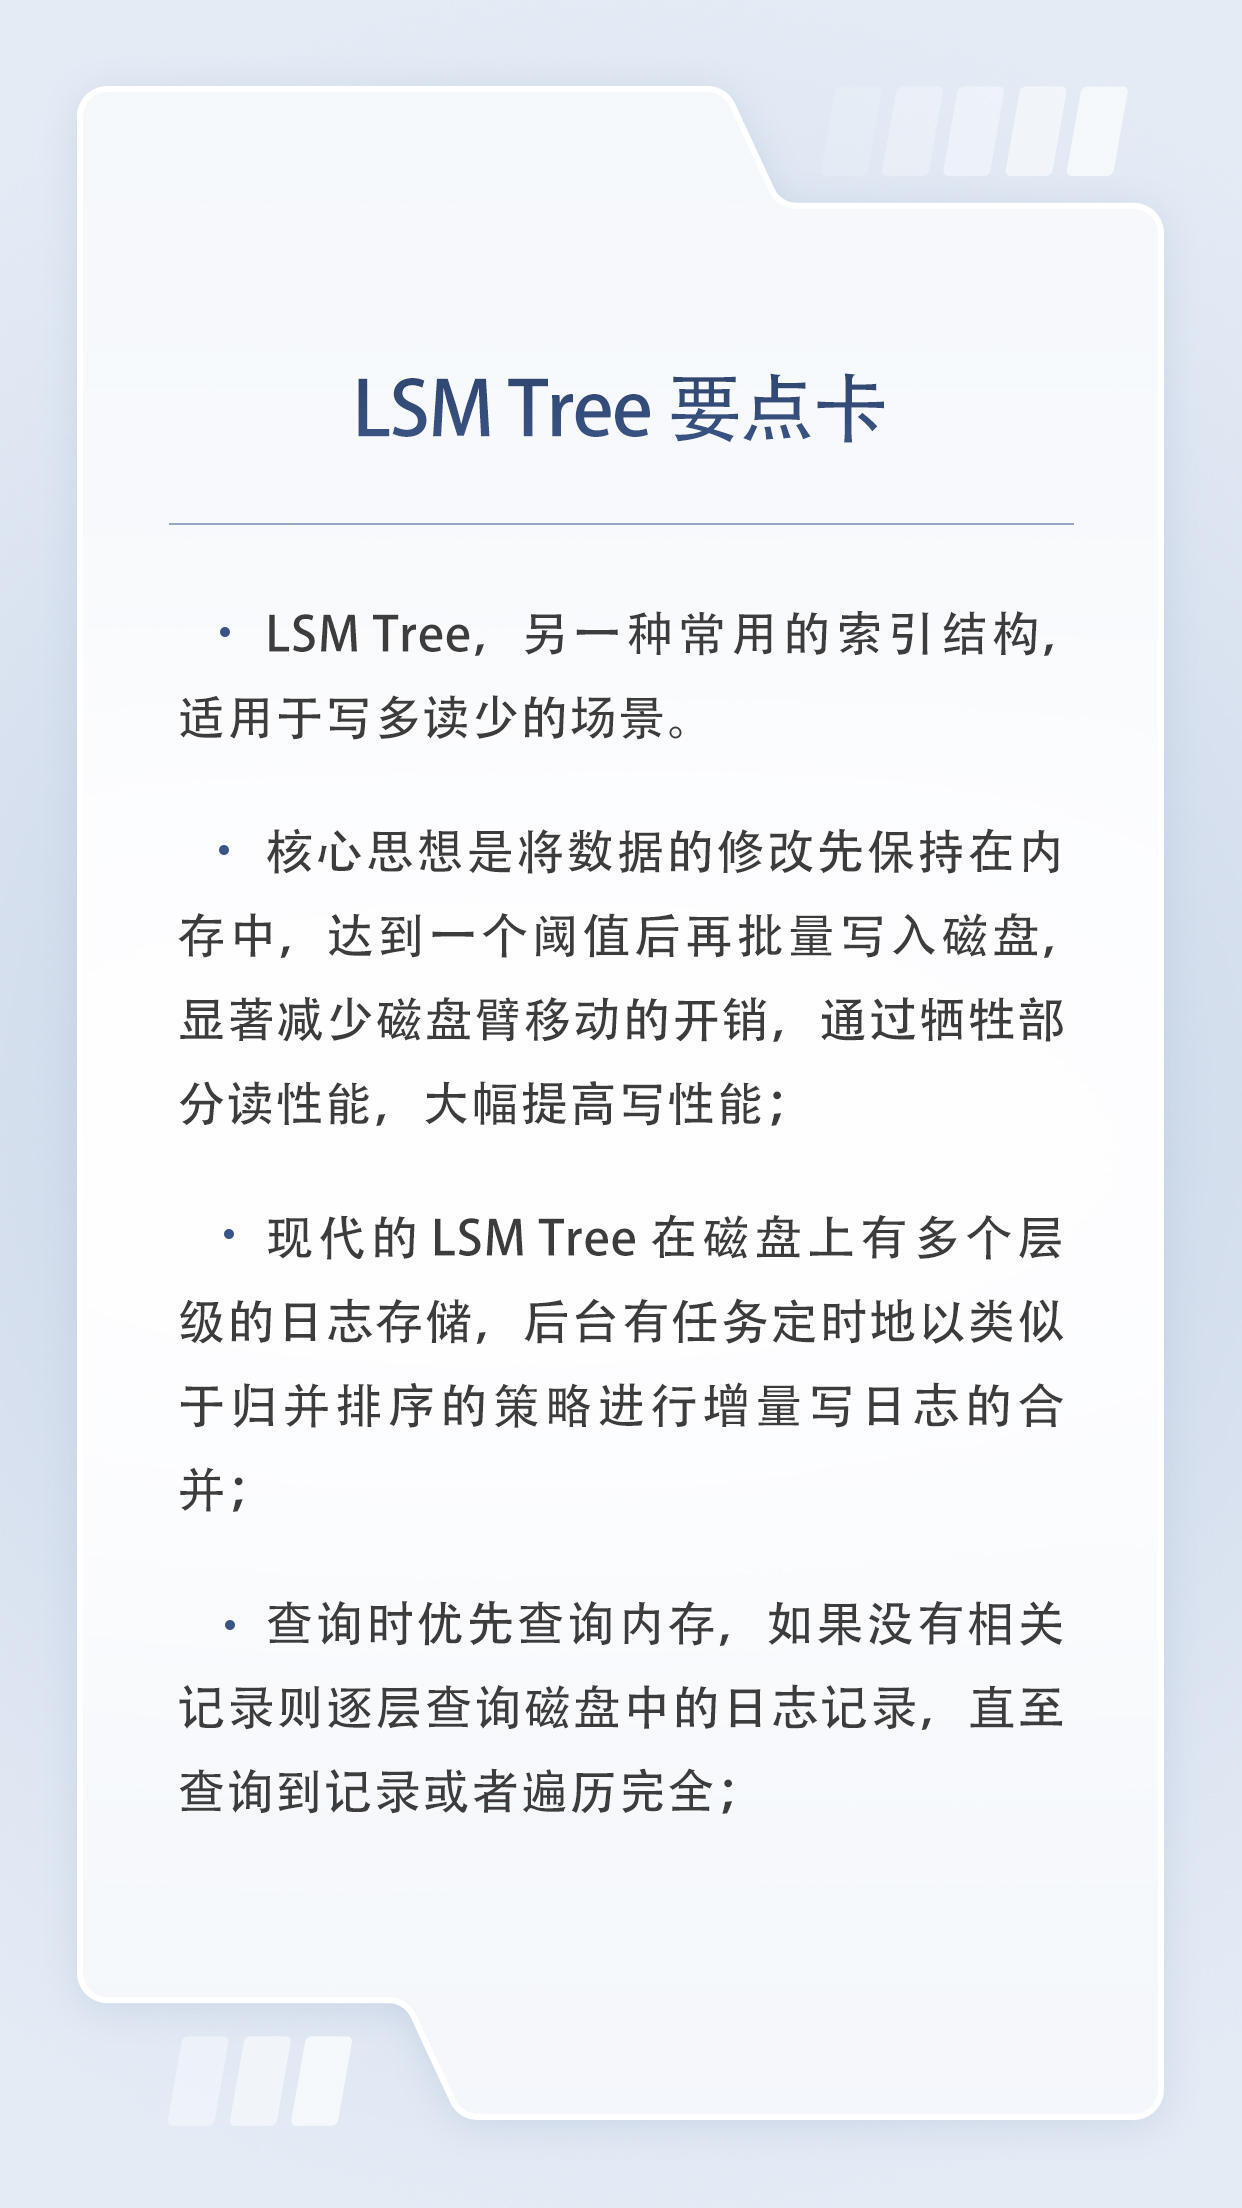 LSM Tree 要点卡
• LSM Tree，另一种常用的索引结构，
适用于写多读少的场景。
• 核心思想是将数据的修改先保持在内
存中，达到一个阈值后再批量写入磁盘，
显著减少磁盘臂移动的开销，通过牺牲部
分读性能，大幅提高写性能；
• 现代的 LSM Tree 在磁盘上有多个层
级的日志存储，后台有任务定时地以类似
于归并排序的策略进行增量写日志的合
并；
• 查询时优先查询内存，如果没有相关
记录则逐层查询磁盘中的日志记录，直至
查询到记录或者遍历完全；